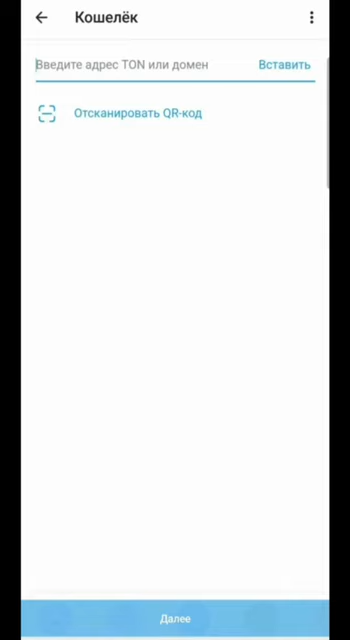 Кошелёк
Введите адрес TON или домен
Вставить
Отсканировать QR-код
Далее